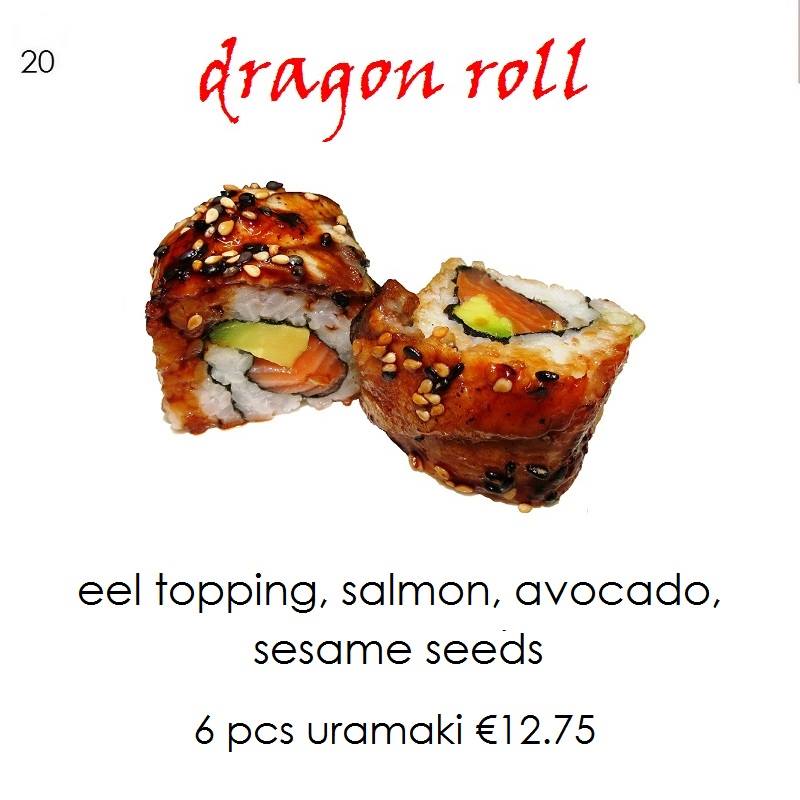 20
dragon roll
eel topping, salmon, avocado,
sesame seeds
6 pcs uramaki €12.75